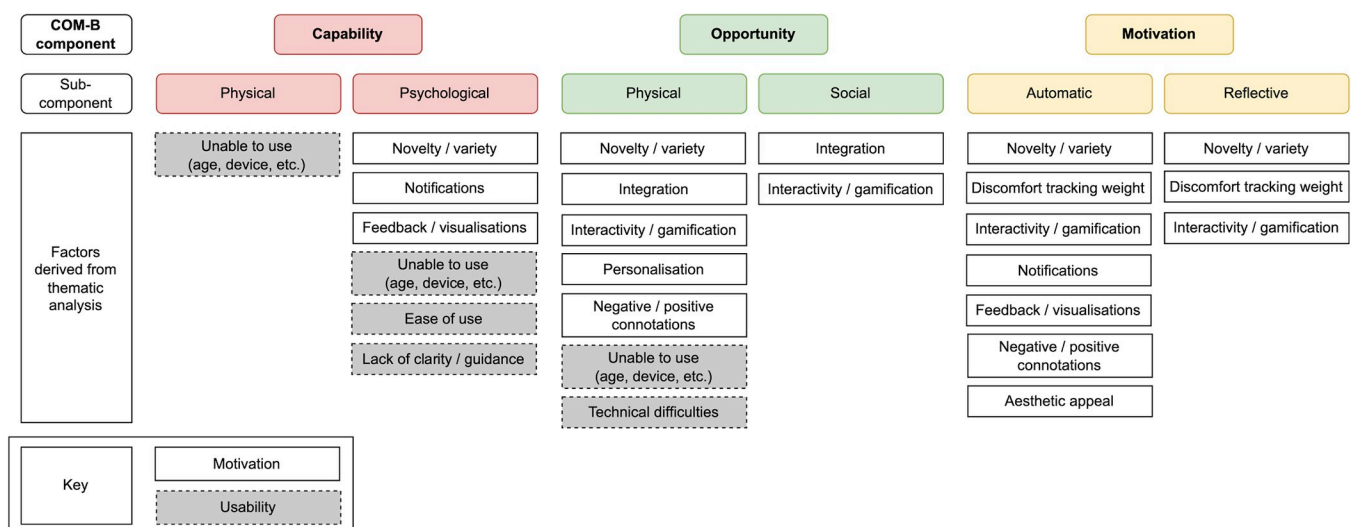 COM-B
component
Capability
Opportunity
Motivation
Sub-
component
Physical
Psychological
Physical
Social
Automatic
Reflective
Factors
derived from
thematic
analysis
Unable to use
(age, device, etc.)
Novelty / variety
Notifications
Feedback / visualisations
Unable to use
(age, device, etc.)
Ease of use
Lack of clarity / guidance
Novelty / variety
Integration
Interactivity / gamification
Personalisation
Negative / positive
connotations
Unable to use
(age, device, etc.)
Technical difficulties
Integration
Interactivity / gamification
Novelty / variety
Discomfort tracking weight
Interactivity / gamification
Notifications
Feedback / visualisations
Negative / positive
connotations
Aesthetic appeal
Novelty / variety
Discomfort tracking weight
Interactivity / gamification
Key
Motivation
Usability